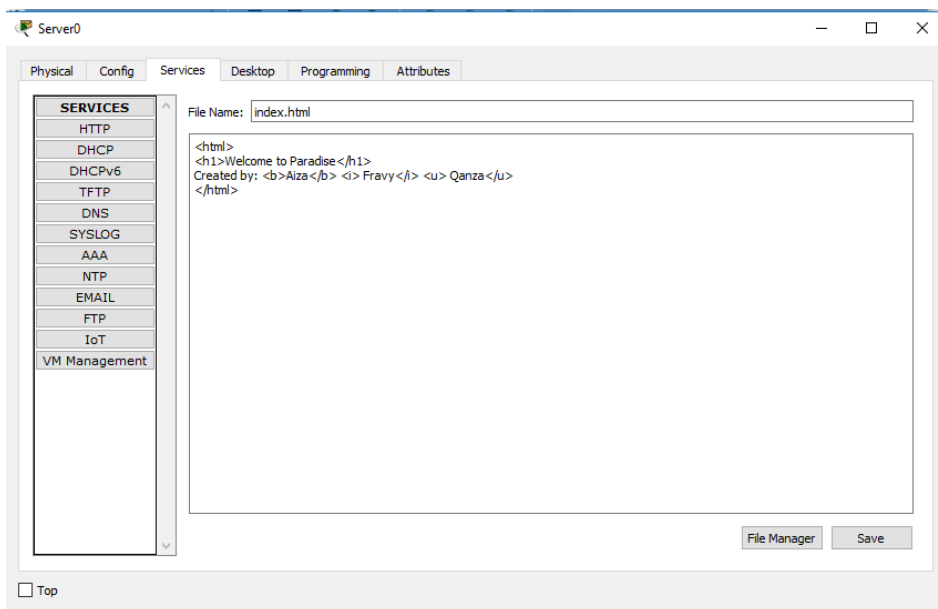 Server0
Physical Config Services Desktop Programming Attributes
SERVICES
HTTP
DHCP
DHCPv6
TFTP
DNS
SYSLOG
AAA
NTP
EMAIL
FTP
IoT
VM Management
File Name: index.html
<html>
<h1>Welcome to Paradise</h1>
Created by: <b>Aiza</b> <i> Fravy</i> <u> Qanza</u>
</html>
File Manager Save
Top